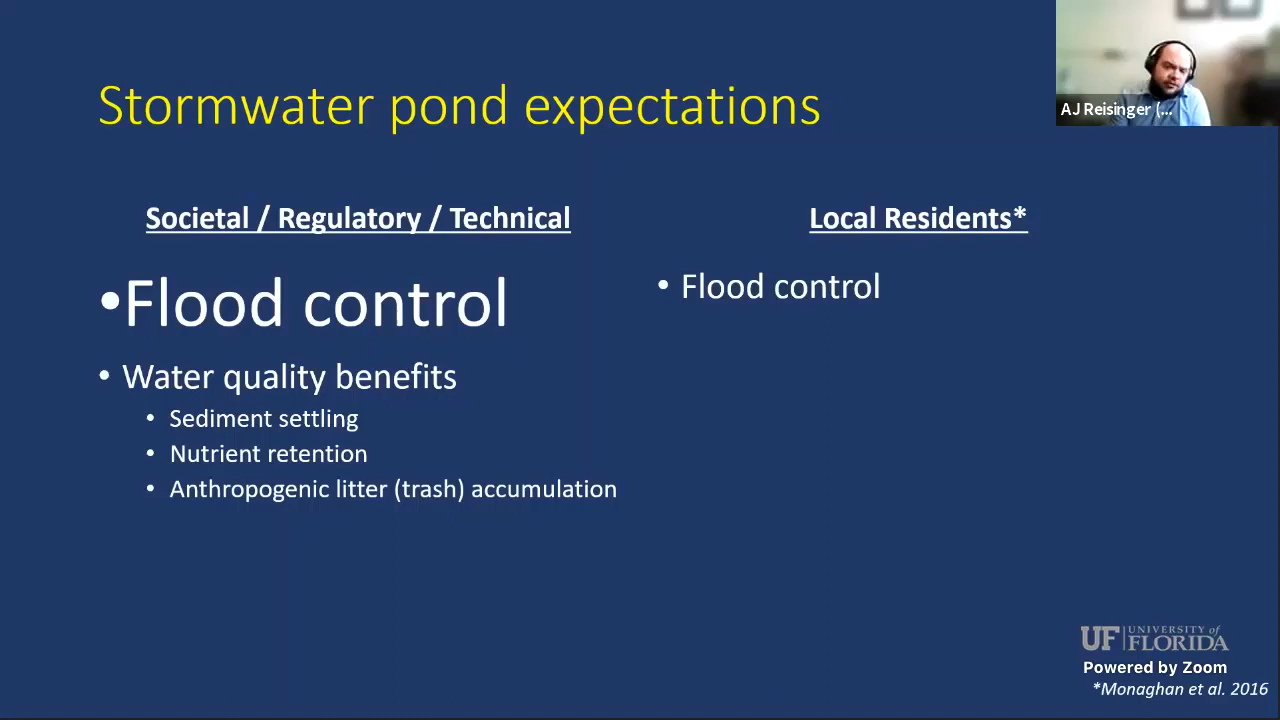 AJ Reisinger (...
Stormwater pond expectations
Societal / Regulatory / Technical
•Flood control
• Water quality benefits
• Sediment settling
• Nutrient retention
• Anthropogenic litter (trash) accumulation
Local Residents*
• Flood control
UF | UNIVERSITY of
FLORIDA
Powered by Zoom
*Monaghan et al. 2016